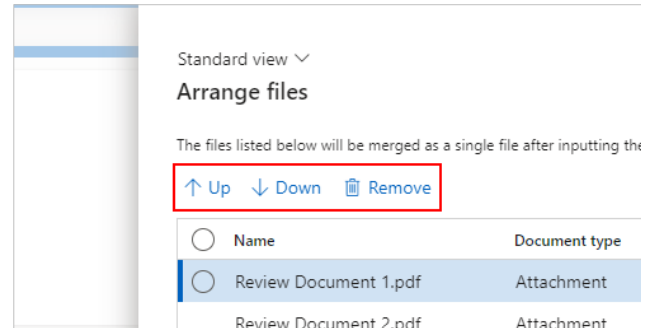 Standard view
Arrange files
The files listed below will be merged as a single file after inputting the
Up Down Remove
Name Document type
Review Document 1.pdf Attachment
Review Document 2.pdf Attachment